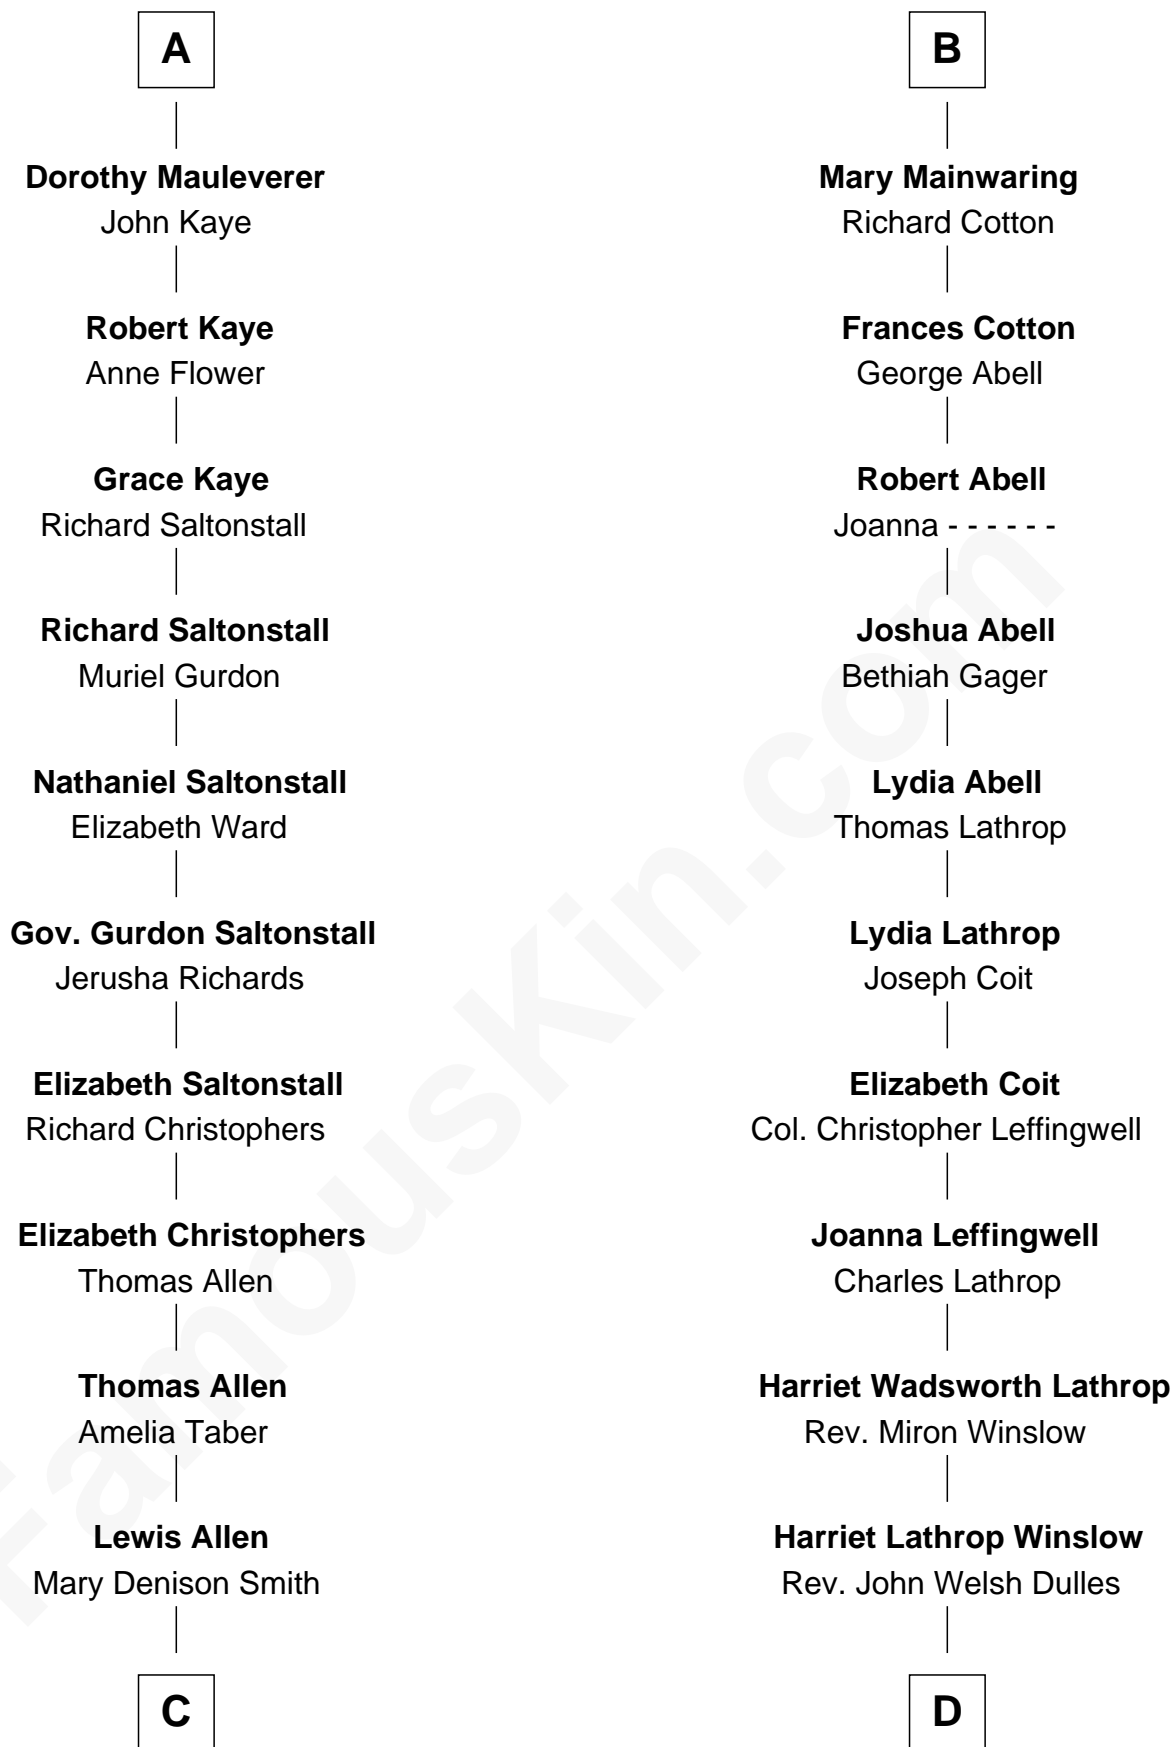 A
Dorothy Mauleverer
John Kaye
Robert Kaye
Anne Flower
Grace Kaye
Richard Saltonstall
Richard Saltonstall
Muriel Gurdon
Nathaniel Saltonstall
Elizabeth Ward
Gov. Gurdon Saltonstall
Jerusha Richards
Elizabeth Saltonstall
Richard Christophers
Elizabeth Christophers
Thomas Allen
Thomas Allen
Amelia Taber
Lewis Allen
Mary Denison Smith
C
B
Mary Mainwaring
Richard Cotton
Frances Cotton
George Abell
Robert Abell
Joanna - - - - - -
Joshua Abell
Bethiah Gager
Lydia Abell
Thomas Lathrop
Lydia Lathrop
Joseph Coit
Elizabeth Coit
Col. Christopher Leffingwell
Joanna Leffingwell
Charles Lathrop
Harriet Wadsworth Lathrop
Rev. Miron Winslow
Harriet Lathrop Winslow
Rev. John Welsh Dulles
D
FamousKin.com